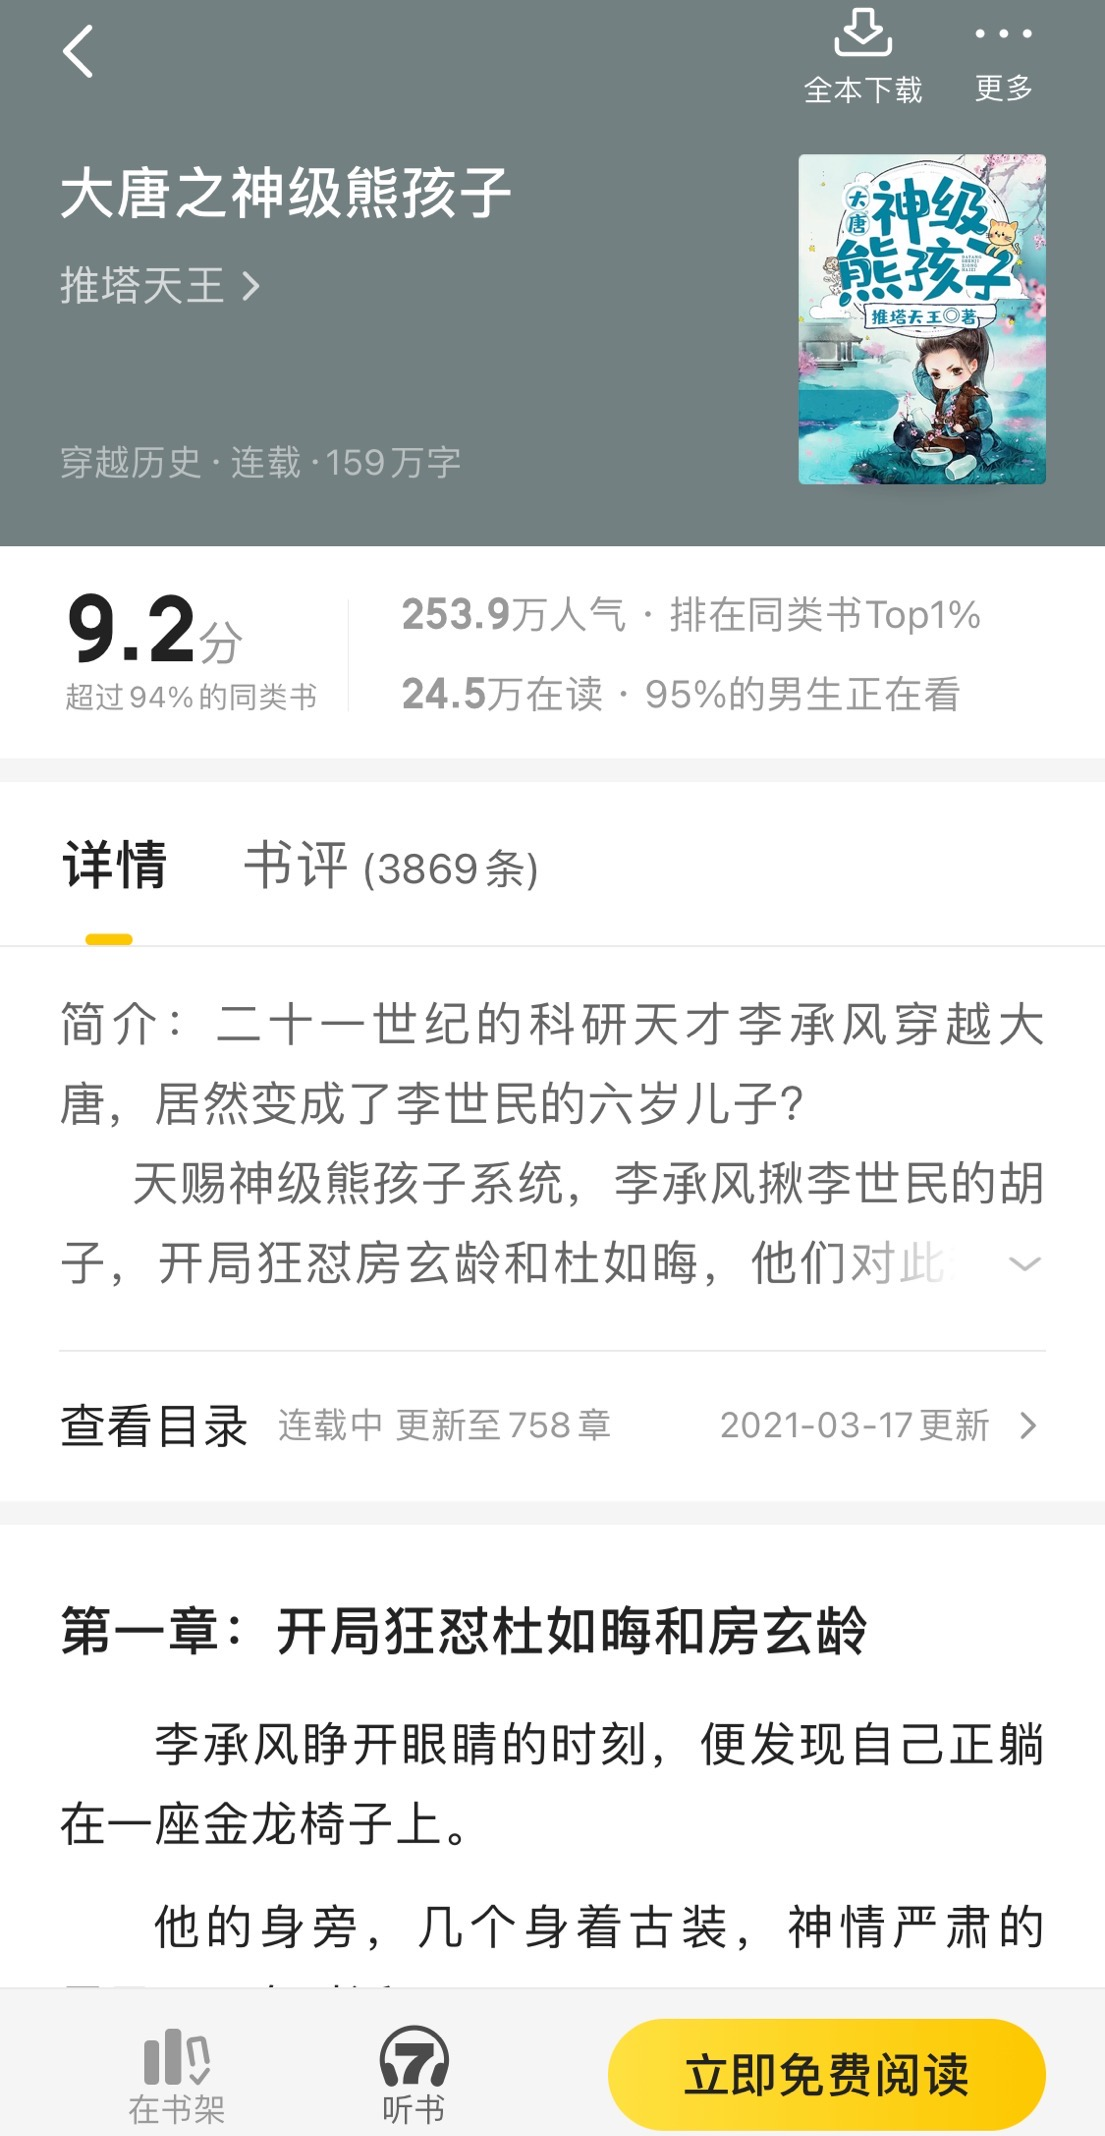 全本下载
更多
大唐之神级熊孩子
推塔天王
穿越历史·连载·159万字
大唐
神级
熊孩子
推塔天王◎著
9.2分
超过94%的同类书
253.9万人气·排在同类书Top1%
24.5万在读·95%的男生正在看
详情
书评(3869条)
简介：二十一世纪的科研天才李承风穿越大
唐，居然变成了李世民的六岁儿子？
天赐神级熊孩子系统，李承风揪李世民的胡
子，开局狂怼房玄龄和杜如晦，他们对此
查看目录 连载中 更新至758章 2021-03-17更新
第一章：开局狂怼杜如晦和房玄龄
李承风睁开眼睛的时刻，便发现自己正躺
在一座金龙椅子上。
他的身旁，几个身着古装，神情严肃的
在书架
听书
立即免费阅读